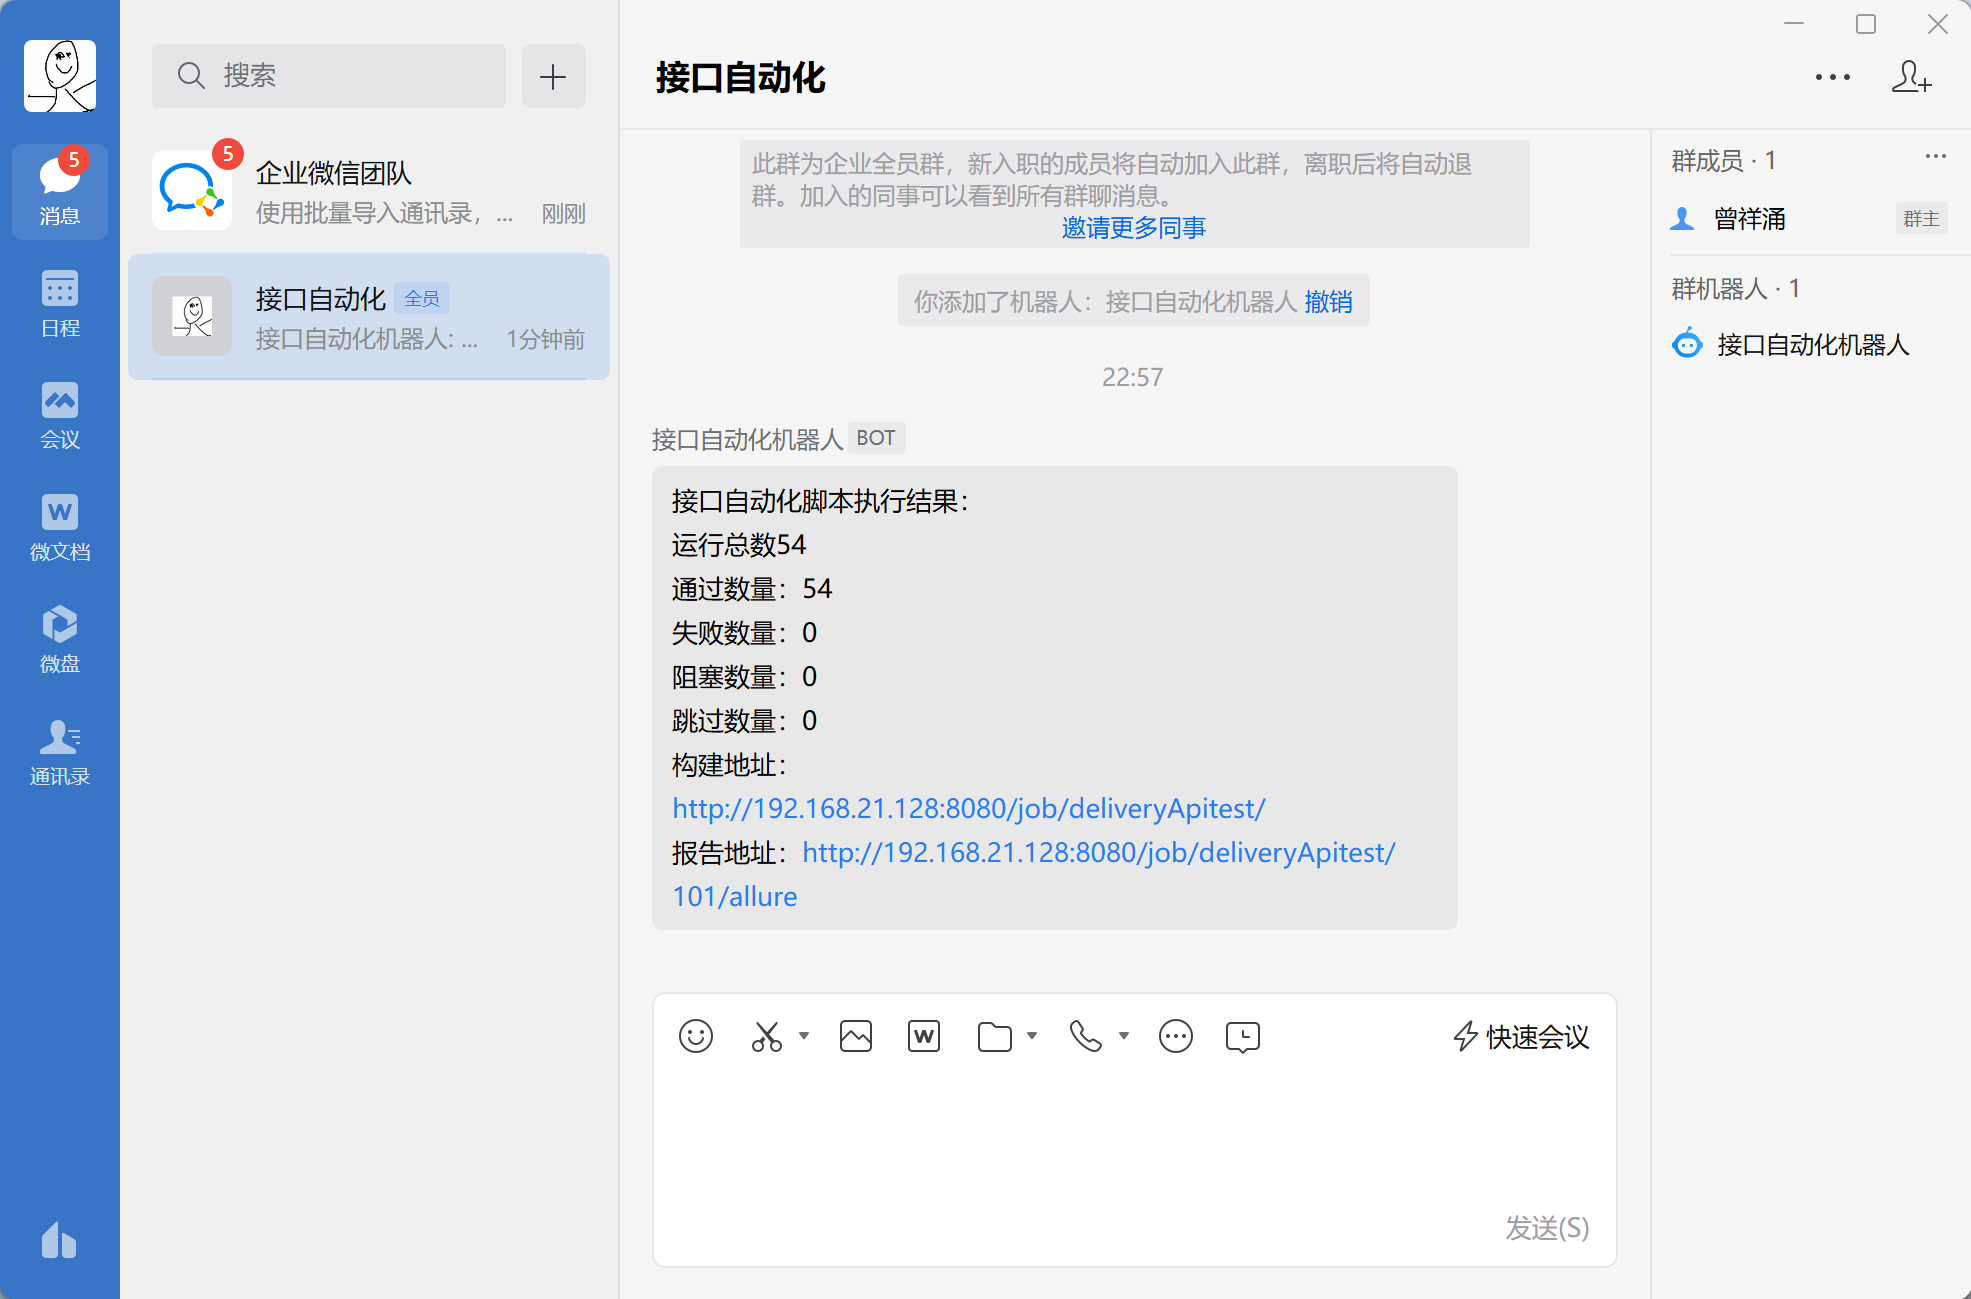 5
消息
日程
会议
W
微文档
微盘
通讯录
搜索
5
企业微信团队
使用批量导入通讯录，...
刚刚
接口自动化
全员
接口自动化机器人: ...
1分钟前
接口自动化
此群为企业全员群，新入职的成员将自动加入此群，离职后将自动退
群。加入的同事可以看到所有群聊消息。
邀请更多同事
你添加了机器人：接口自动化机器人 撤销
22:57
接口自动化机器人 BOT
接口自动化脚本执行结果：
运行总数54
通过数量：54
失败数量：0
阻塞数量：0
跳过数量：0
构建地址：
http://192.168.21.128:8080/job/deliveryApitest/
报告地址：http://192.168.21.128:8080/job/deliveryApitest/
101/allure
W
快速会议
发送(S)
群成员 · 1
曾祥涌
群主
群机器人 · 1
接口自动化机器人